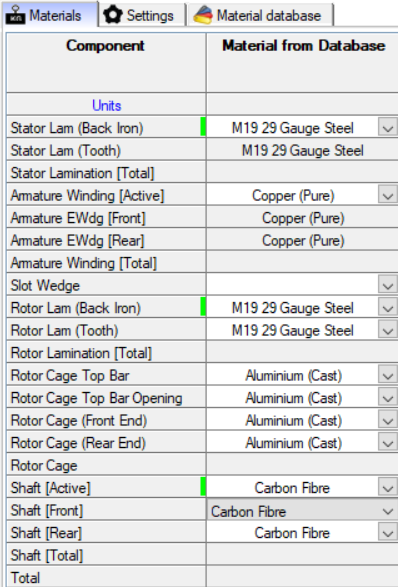 Materials Settings Material database
Component Material from Database
Units
Stator Lam (Back Iron) M19 29 Gauge Steel
Stator Lam (Tooth) M19 29 Gauge Steel
Stator Lamination [Total]
Armature Winding [Active] Copper (Pure)
Armature EWdg [Front] Copper (Pure)
Armature EWdg [Rear] Copper (Pure)
Armature Winding [Total]
Slot Wedge
Rotor Lam (Back Iron) M19 29 Gauge Steel
Rotor Lam (Tooth) M19 29 Gauge Steel
Rotor Lamination [Total]
Rotor Cage Top Bar Aluminium (Cast)
Rotor Cage Top Bar Opening Aluminium (Cast)
Rotor Cage (Front End) Aluminium (Cast)
Rotor Cage (Rear End) Aluminium (Cast)
Rotor Cage
Shaft [Active] Carbon Fibre
Shaft [Front] Carbon Fibre
Shaft [Rear] Carbon Fibre
Shaft [Total]
Total